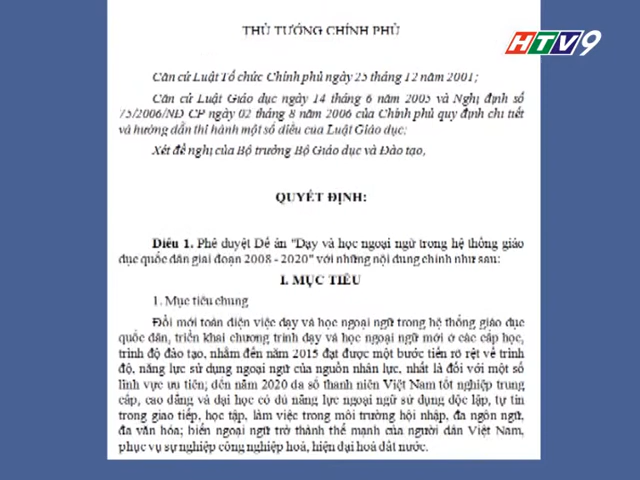 HTV9
THỦ TƯỚNG CHÍNH PHỦ
Căn cứ Luật Tổ chức Chính phủ ngày 25 tháng 12 năm 2001;
Căn cứ Luật Giáo dục ngày 14 tháng 6 năm 2005 và Nghị định số
75/2006/NĐ CP ngày 02 tháng 8 năm 2006 của Chính phủ quy định chi tiết
và hướng dẫn thi hành một số điều của Luật Giáo dục;
Xét đề nghị của Bộ trưởng Bộ Giáo dục và Đào tạo,
QUYẾT ĐỊNH:
Điều 1. Phê duyệt Đề án "Dạy và học ngoại ngữ trong hệ thống giáo
dục quốc dân giai đoạn 2008 - 2020" với những nội dung chính như sau:
I. MỤC TIÊU
1. Mục tiêu chung
Đổi mới toàn diện việc dạy và học ngoại ngữ trong hệ thống giáo dục
quốc dân, triển khai chương trình dạy và học ngoại ngữ mới ở các cấp học,
trình độ đào tạo, nhằm đến năm 2015 đạt được một bước tiến rõ rệt về trình
độ, năng lực sử dụng ngoại ngữ của nguồn nhân lực, nhất là đối với một số
lĩnh vực ưu tiên; đến năm 2020 đa số thanh niên Việt Nam tốt nghiệp trung
cấp, cao đẳng và đại học có đủ năng lực ngoại ngữ sử dụng độc lập, tự tin
trong giao tiếp, học tập, làm việc trong môi trường hội nhập, đa ngôn ngữ,
đa văn hóa; biến ngoại ngữ trở thành thế mạnh của người dân Việt Nam,
phục vụ sự nghiệp công nghiệp hoá, hiện đại hoá đất nước.